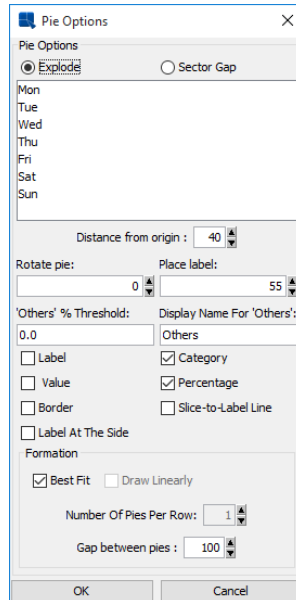 Pie Options
Pie Options
Explode Sector Gap
Mon
Tue
Wed
Thu
Fri
Sat
Sun
Distance from origin : 40
Rotate pie: Place label:
0 55
'Others' % Threshold: Display Name For 'Others':
0.0 Others
Label Category
Value Percentage
Border Slice-to-Label Line
Label At The Side
Formation
Best Fit Draw Linearly
Number Of Pies Per Row: 1
Gap between pies : 100
OK Cancel